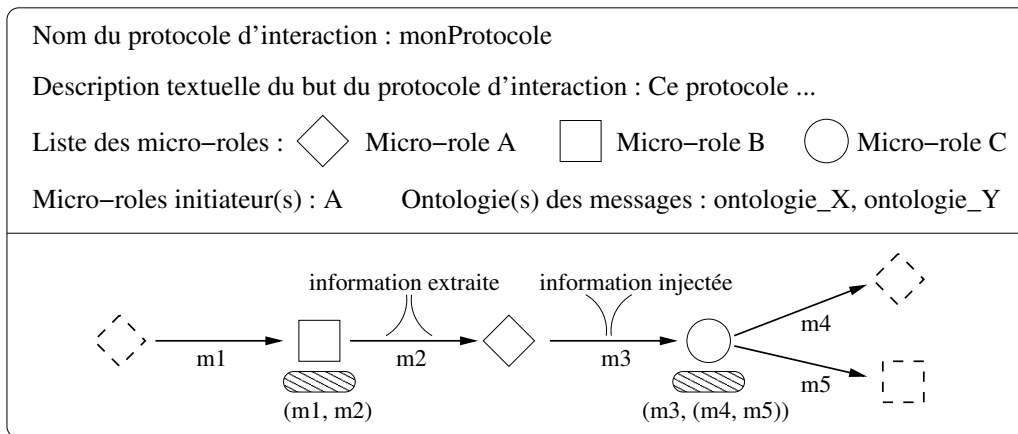 Nom du protocole d'interaction : monProtocole
Description textuelle du but du protocole d'interaction : Ce protocole ...
Liste des micro-roles : Micro-role A Micro-role B Micro-role C
Micro-roles initiateur(s) : A Ontologie(s) des messages : ontologie_X, ontologie_Y
information extraite information injectée
m1 m2 m3 m4
m5
(m1, m2) (m3, (m4, m5))